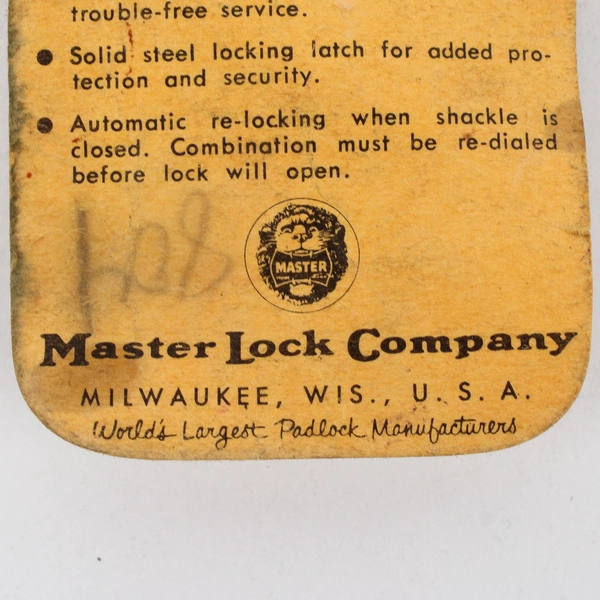 trouble-free service.
● Solid steel locking latch for added pro-
tection and security.
● Automatic re-locking when shackle is
closed. Combination must be re-dialed
before lock will open.
MASTER
Master Lock Company
MILWAUKEE, WIS., U. S. A.
World's Largest Padlock Manufacturers